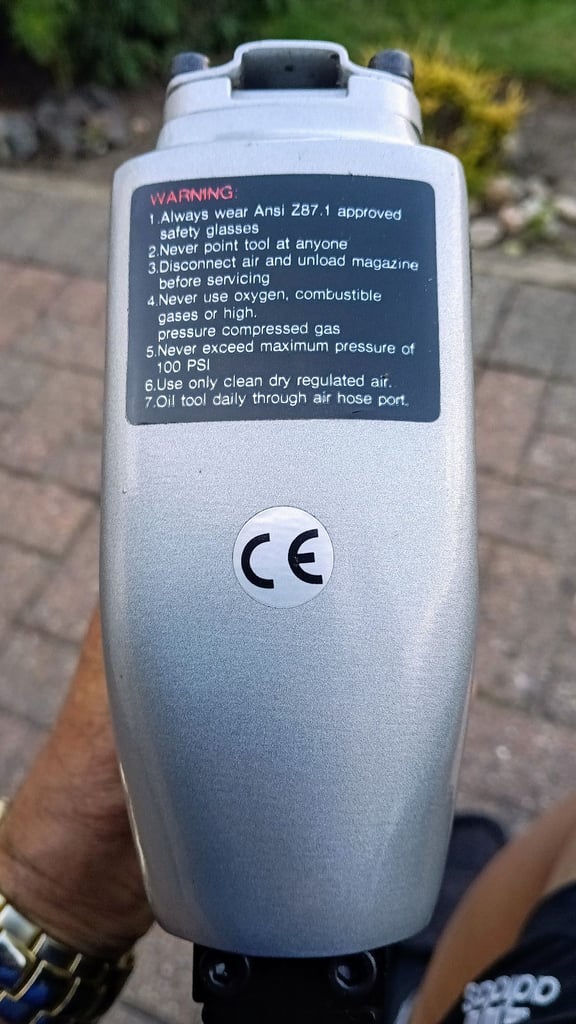 WARNING:
1.Always wear Ansi Z87.1 approved
safety glasses
2.Never point tool at anyone
3.Disconnect air and unload magazine
before servicing
4.Never use oxygen, combustible
gases or high.
pressure compressed gas
5.Never exceed maximum pressure of
100 PSI
6.Use only clean dry regulated air.
7.Oil tool daily through air hose port.
CE
adidas